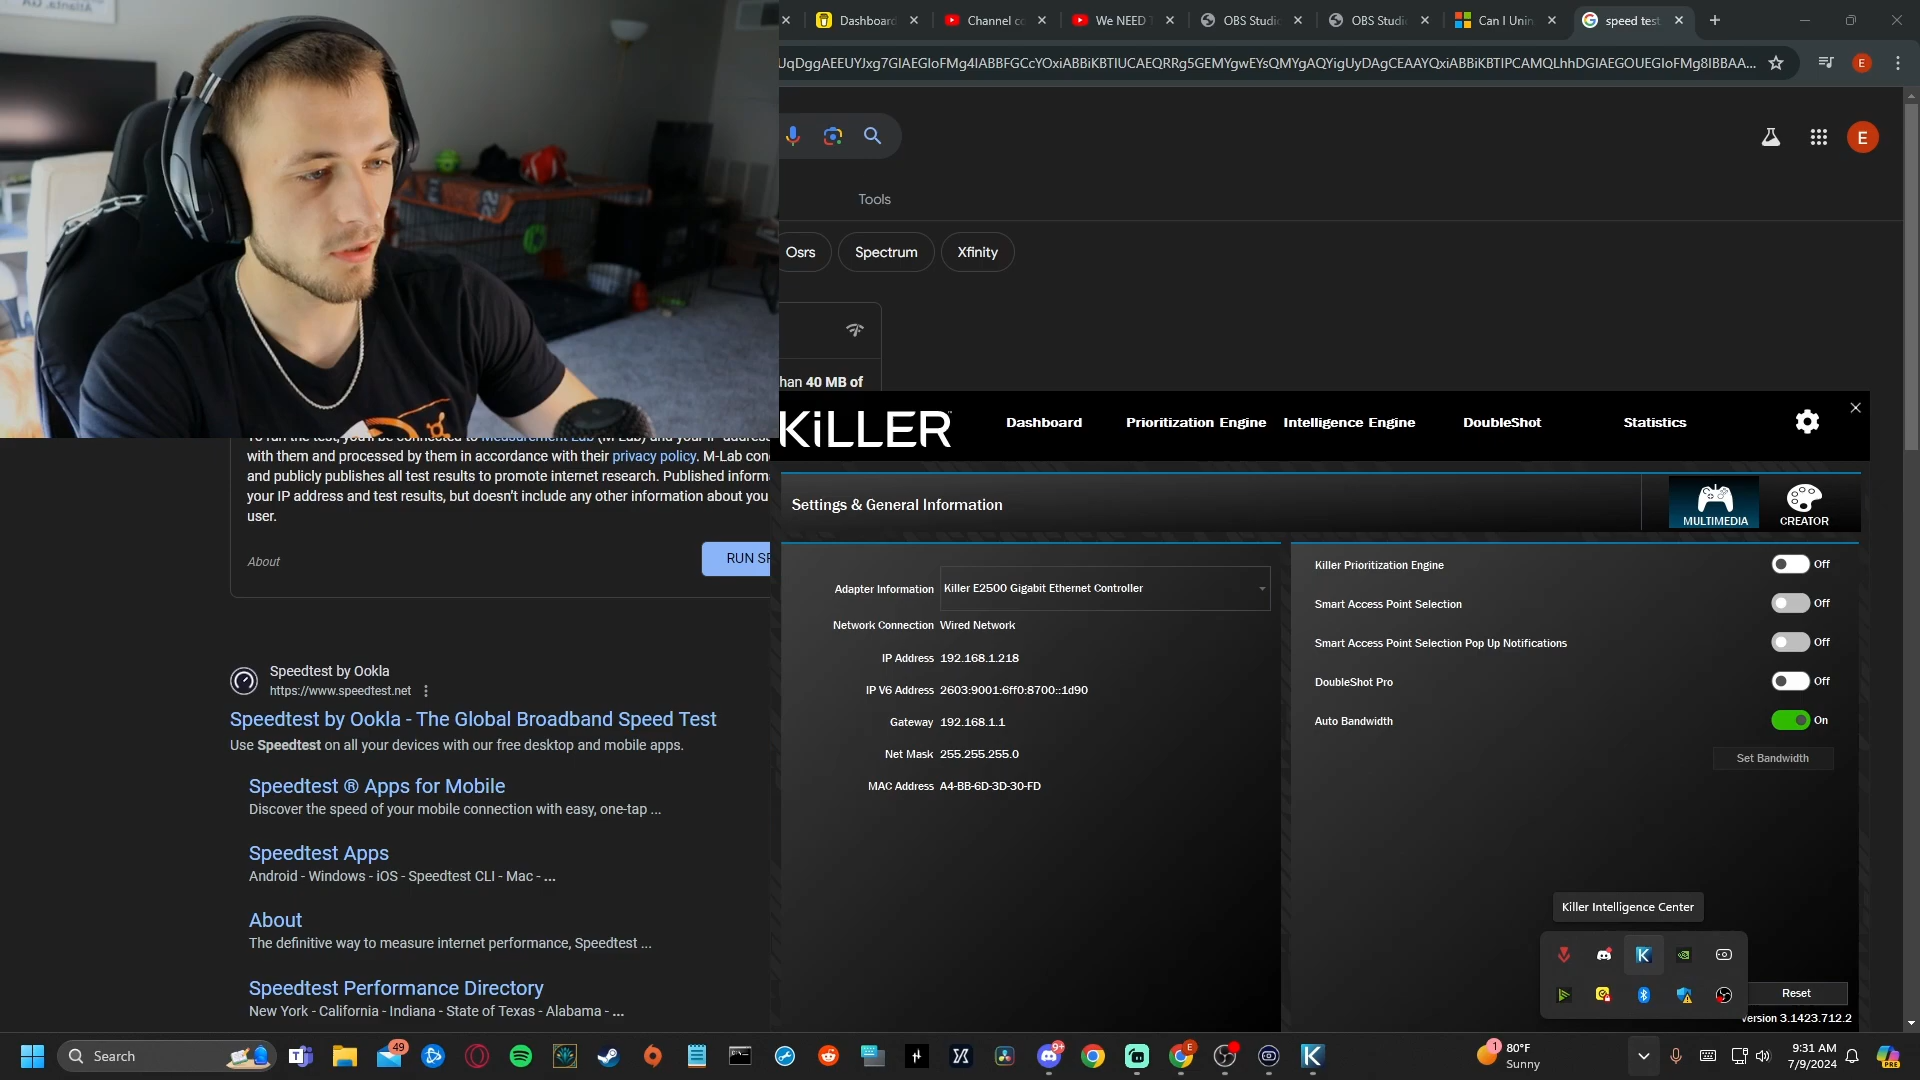 Dashboard
Channel co
We NEED T
OBS Studio
OBS Studi
Can I Unin
speed test
UqDggAEEUYJxg7GIAEGIoFMg4IABBFGCcYOxiABBiKBTIUCAEQRRg5GEMYgwEYsQMYgAQYigUyDAgCEAAYQxiABBiKBTIPCAMQLhhDGIAEGOUEGIoFMg8IBBAA...
E
E
Tools
Osrs
Spectrum
Xfinity
han 40 MB of
with them and processed by them in accordance with their privacy policy. M-Lab cond
and publicly publishes all test results to promote internet research. Published inform
your IP address and test results, but doesn't include any other information about you
user.
About
RUN SP
Speedtest by Ookla
https://www.speedtest.net
Speedtest by Ookla - The Global Broadband Speed Test
Use Speedtest on all your devices with our free desktop and mobile apps.
Speedtest ® Apps for Mobile
Discover the speed of your mobile connection with easy, one-tap ...
Speedtest Apps
Android - Windows - iOS - Speedtest CLI - Mac - ...
About
The definitive way to measure internet performance, Speedtest ...
Speedtest Performance Directory
New York - California - Indiana - State of Texas - Alabama - ...
KiLLER
Dashboard
Prioritization Engine
Intelligence Engine
DoubleShot
Statistics
Settings & General Information
MULTIMEDIA
CREATOR
Adapter Information Killer E2500 Gigabit Ethernet Controller
Network Connection Wired Network
IP Address 192.168.1.218
IP V6 Address 2603:9001:6ff0:8700::1d90
Gateway 192.168.1.1
Net Mask 255.255.255.0
MAC Address A4-BB-6D-3D-30-FD
Killer Prioritization Engine Off
Smart Access Point Selection Off
Smart Access Point Selection Pop Up Notifications Off
DoubleShot Pro Off
Auto Bandwidth On
Set Bandwidth
Killer Intelligence Center
Reset
Version 3.1423.712.2
Search
49
9+
E
1
80°F
Sunny
9:31 AM
7/9/2024
PRE